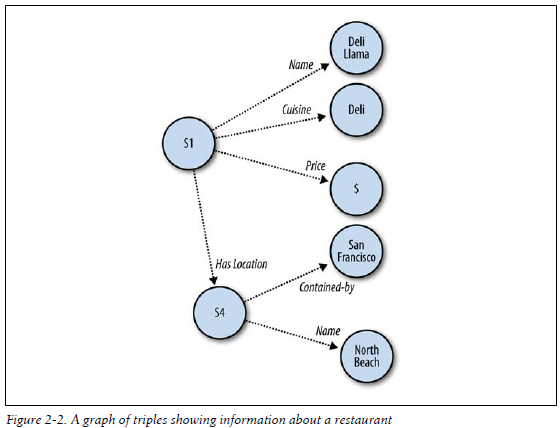 Deli
Llama
Name
Cuisine
Deli
S1
Price
$
San
Francisco
Has Location
Contained-by
S4
Name
North
Beach
Figure 2-2. A graph of triples showing information about a restaurant